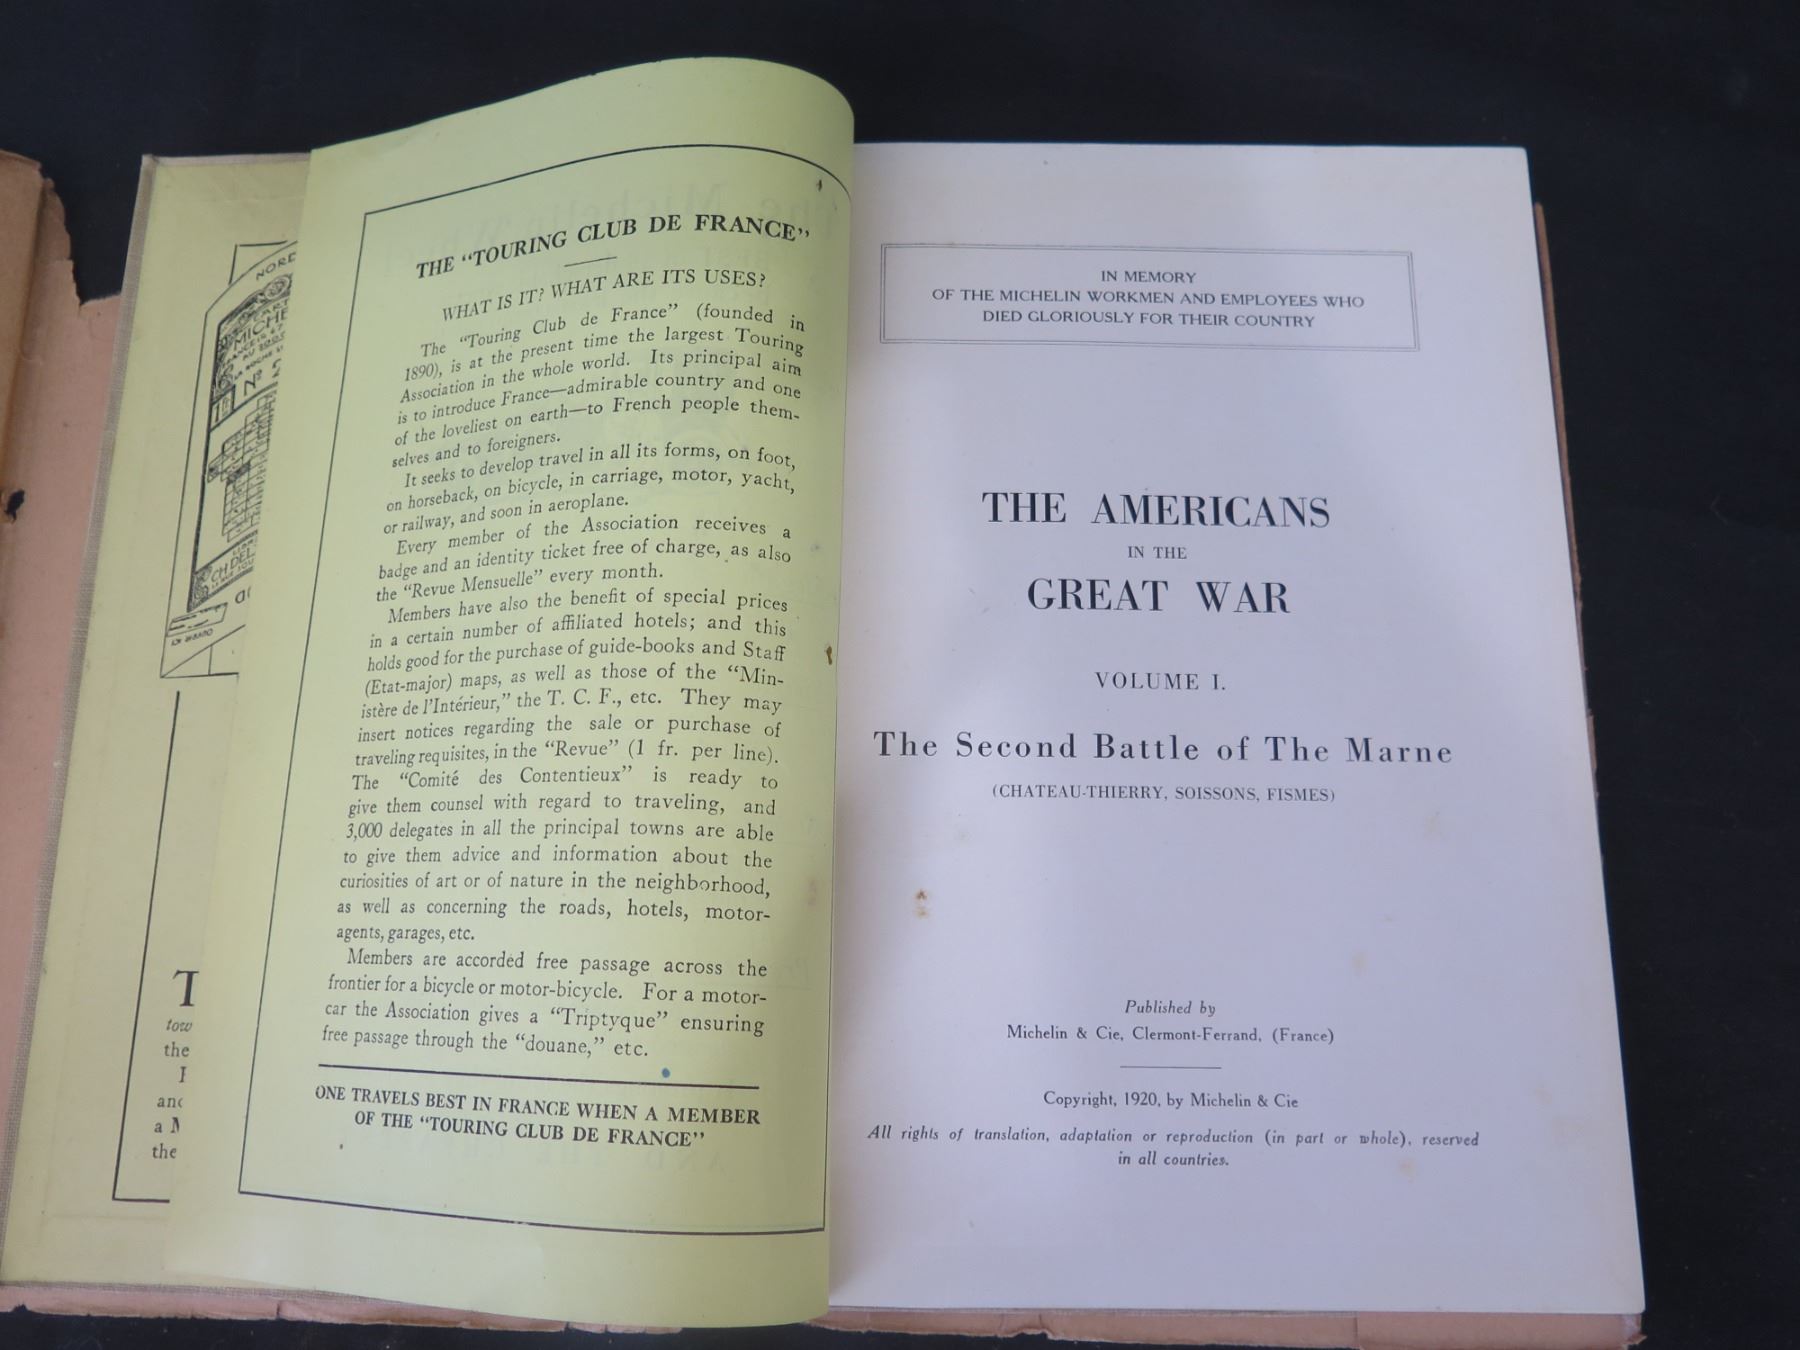 NORD
MICHE
Nº
CH DEL
T
tow
the
and
a M
the
THE "TOURING CLUB DE FRANCE"
WHAT IS IT? WHAT ARE ITS USES?
The "Touring Club de France" (founded in
1890), is at the present time the largest Touring
Association in the whole world. Its principal aim
is to introduce France—admirable country and one
of the loveliest on earth—to French people them-
selves and to foreigners.
It seeks to develop travel in all its forms, on foot,
on horseback, on bicycle, in carriage, motor, yacht,
or railway, and soon in aeroplane.
Every member of the Association receives a
badge and an identity ticket free of charge, as also
the "Revue Mensuelle" every month.
Members have also the benefit of special prices
in a certain number of affiliated hotels; and this
holds good for the purchase of guide-books and Staff
(Etat-major) maps, as well as those of the "Min-
istère de l'Intérieur," the T. C. F., etc. They may
insert notices regarding the sale or purchase of
traveling requisites, in the "Revue" (1 fr. per line).
The "Comité des Contentieux" is ready to
give them counsel with regard to traveling, and
3,000 delegates in all the principal towns are able
to give them advice and information about the
curiosities of art or of nature in the neighborhood,
as well as concerning the roads, hotels, motor-
agents, garages, etc.
Members are accorded free passage across the
frontier for a bicycle or motor-bicycle. For a motor-
car the Association gives a "Triptyque" ensuring
free passage through the "douane," etc.
ONE TRAVELS BEST IN FRANCE WHEN A MEMBER
OF THE "TOURING CLUB DE FRANCE"
IN MEMORY
OF THE MICHELIN WORKMEN AND EMPLOYEES WHO
DIED GLORIOUSLY FOR THEIR COUNTRY
THE AMERICANS
IN THE
GREAT WAR
VOLUME I.
The Second Battle of The Marne
(CHATEAU-THIERRY, SOISSONS, FISMES)
Published by
Michelin & Cie, Clermont-Ferrand, (France)
Copyright, 1920, by Michelin & Cie
All rights of translation, adaptation or reproduction (in part or whole), reserved
in all countries.